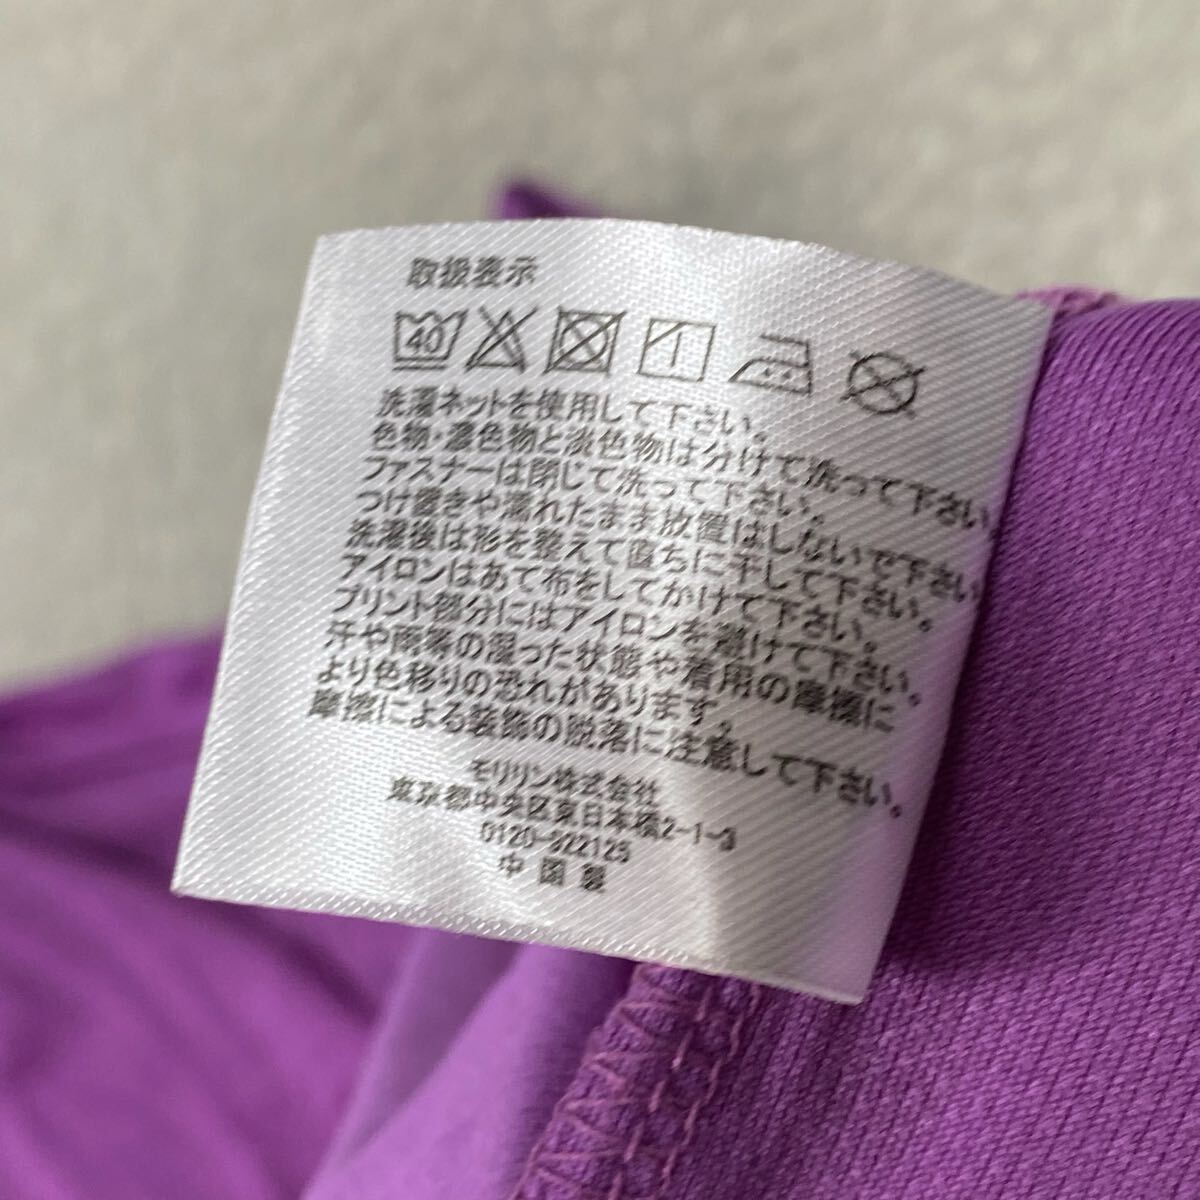 取扱表示
40
洗濯ネットを使用して下さい。
色物・濃色物と淡色物は分けて洗って下さい。
ファスナーは閉じて洗って下さい。
つけ置きや濡れたまま放置はしないで下さい。
洗濯後は形を整えて直ちに干して下さい。
アイロンはあて布をしてかけて下さい。
プリント部分にはアイロンを避けて下さい。
汗や雨等の湿った状態や着用の摩擦に
より色移りの恐れがあります。
摩擦による装飾の脱落に注意して下さい。
モリリン株式会社
東京都中央区東日本橋2-1-3
0120-922125
中国製